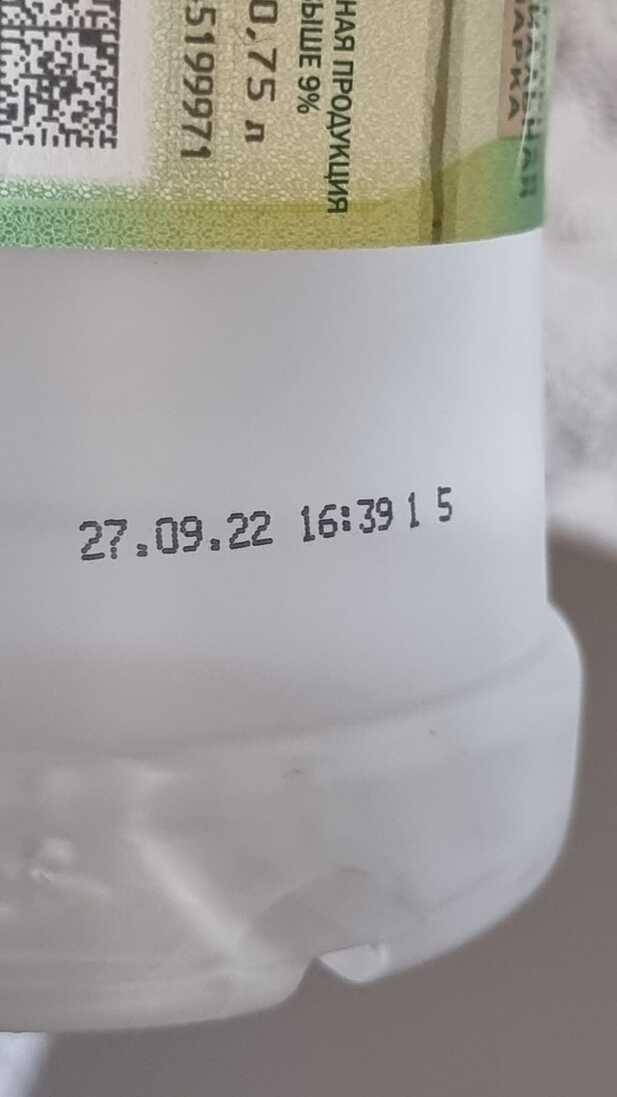 НАЯ ПРОДУКЦИЯ
ЫШЕ 9%
0,75 л
5199971
27.09.22 16:39 1 5